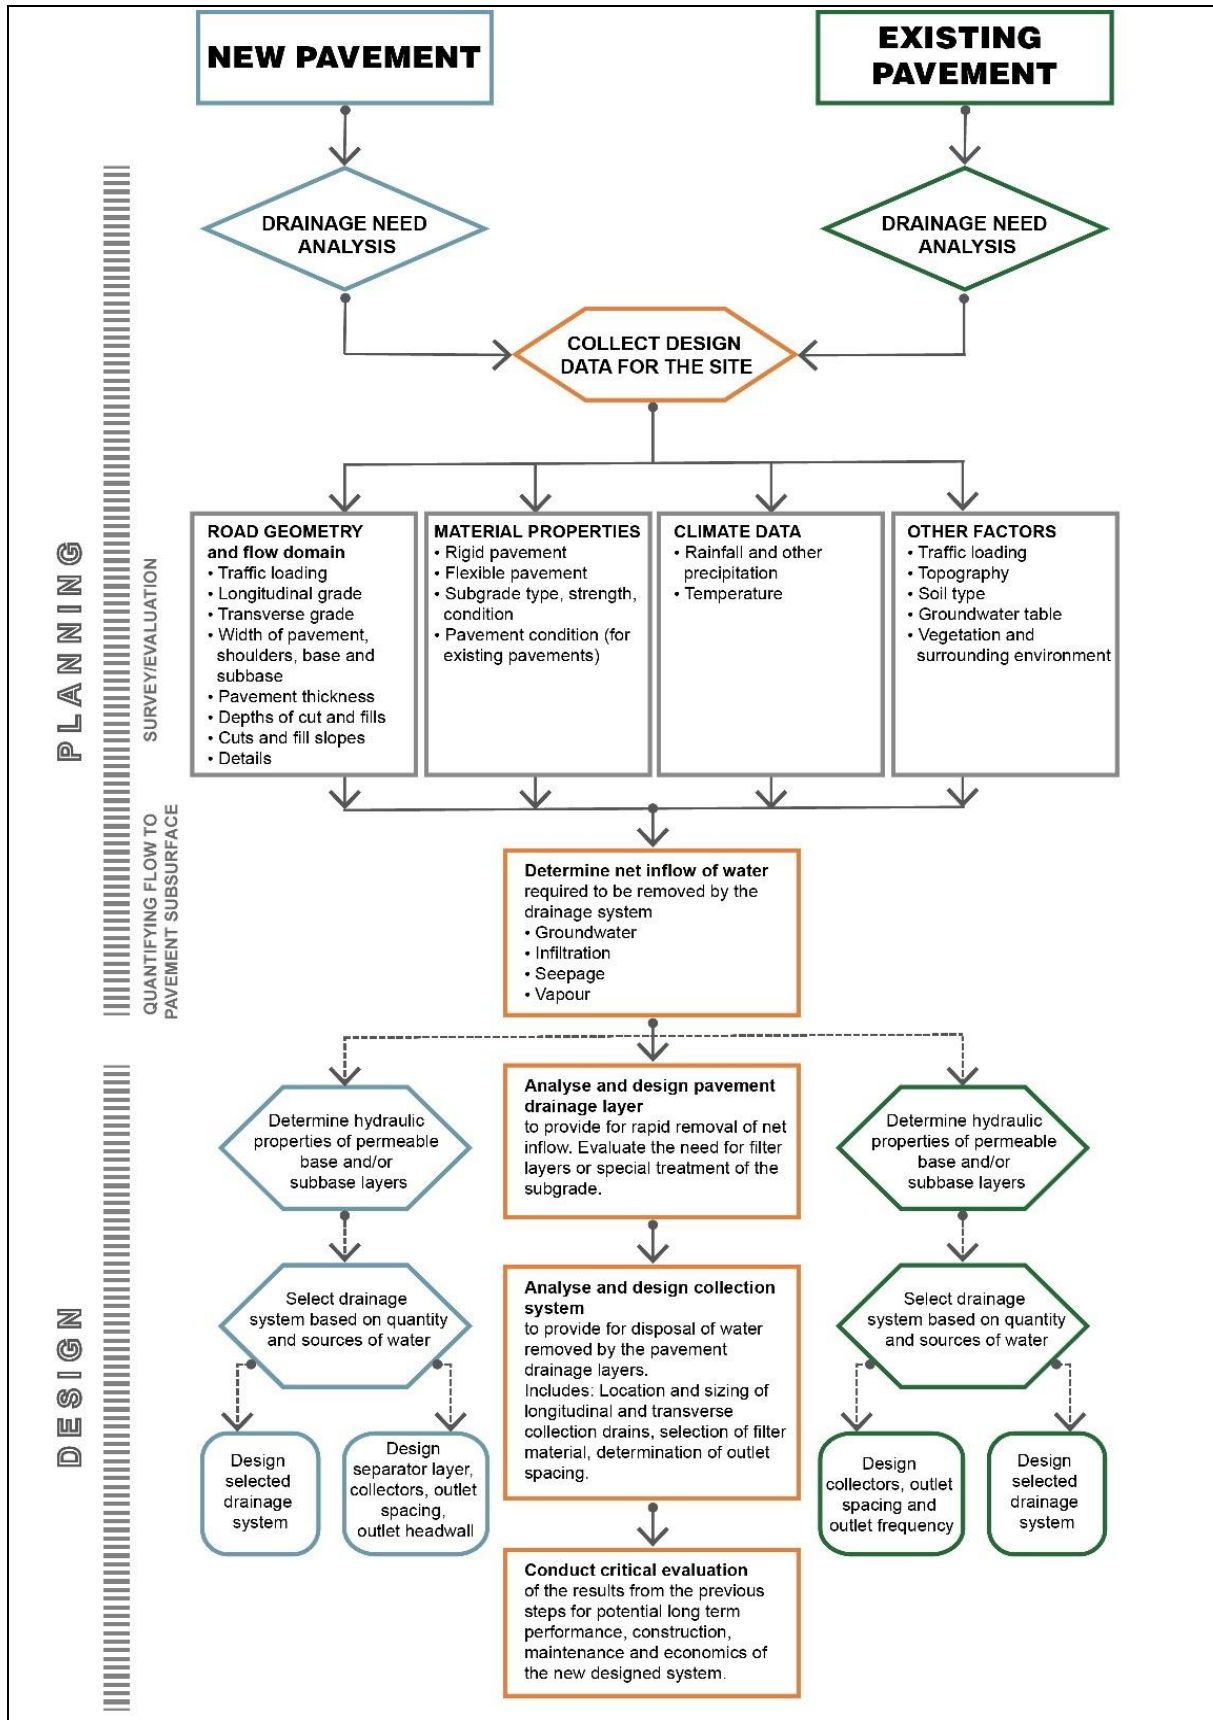 NEW PAVEMENT
EXISTING
PAVEMENT
DRAINAGE NEED
ANALYSIS
DRAINAGE NEED
ANALYSIS
COLLECT DESIGN
DATA FOR THE SITE
PLANNING
SURVEY/EVALUATION
ROAD GEOMETRY
and flow domain
• Traffic loading
• Longitudinal grade
• Transverse grade
• Width of pavement,
shoulders, base and
subbase
• Pavement thickness
• Depths of cut and fills
• Cuts and fill slopes
• Details
MATERIAL PROPERTIES
• Rigid pavement
• Flexible pavement
• Subgrade type, strength,
condition
• Pavement condition (for
existing pavements)
CLIMATE DATA
• Rainfall and other
precipitation
• Temperature
OTHER FACTORS
• Traffic loading
• Topography
• Soil type
• Groundwater table
• Vegetation and
surrounding environment
QUANTIFYING FLOW TO
PAVEMENT SUBSURFACE
Determine net inflow of water
required to be removed by the
drainage system
• Groundwater
• Infiltration
• Seepage
• Vapour
DESIGN
Determine hydraulic
properties of permeable
base and/or
subbase layers
Analyse and design pavement
drainage layer
to provide for rapid removal of net
inflow. Evaluate the need for filter
layers or special treatment of the
subgrade.
Determine hydraulic
properties of permeable
base and/or
subbase layers
Select drainage
system based on quantity
and sources of water
Analyse and design collection
system
to provide for disposal of water
removed by the pavement
drainage layers.
Includes: Location and sizing of
longitudinal and transverse
collection drains, selection of filter
material, determination of outlet
spacing.
Select drainage
system based on quantity
and sources of water
Design
selected
drainage
system
Design
separator layer,
collectors, outlet
spacing,
outlet headwall
Design
collectors, outlet
spacing and
outlet frequency
Design
selected
drainage
system
Conduct critical evaluation
of the results from the previous
steps for potential long term
performance, construction,
maintenance and economics of
the new designed system.